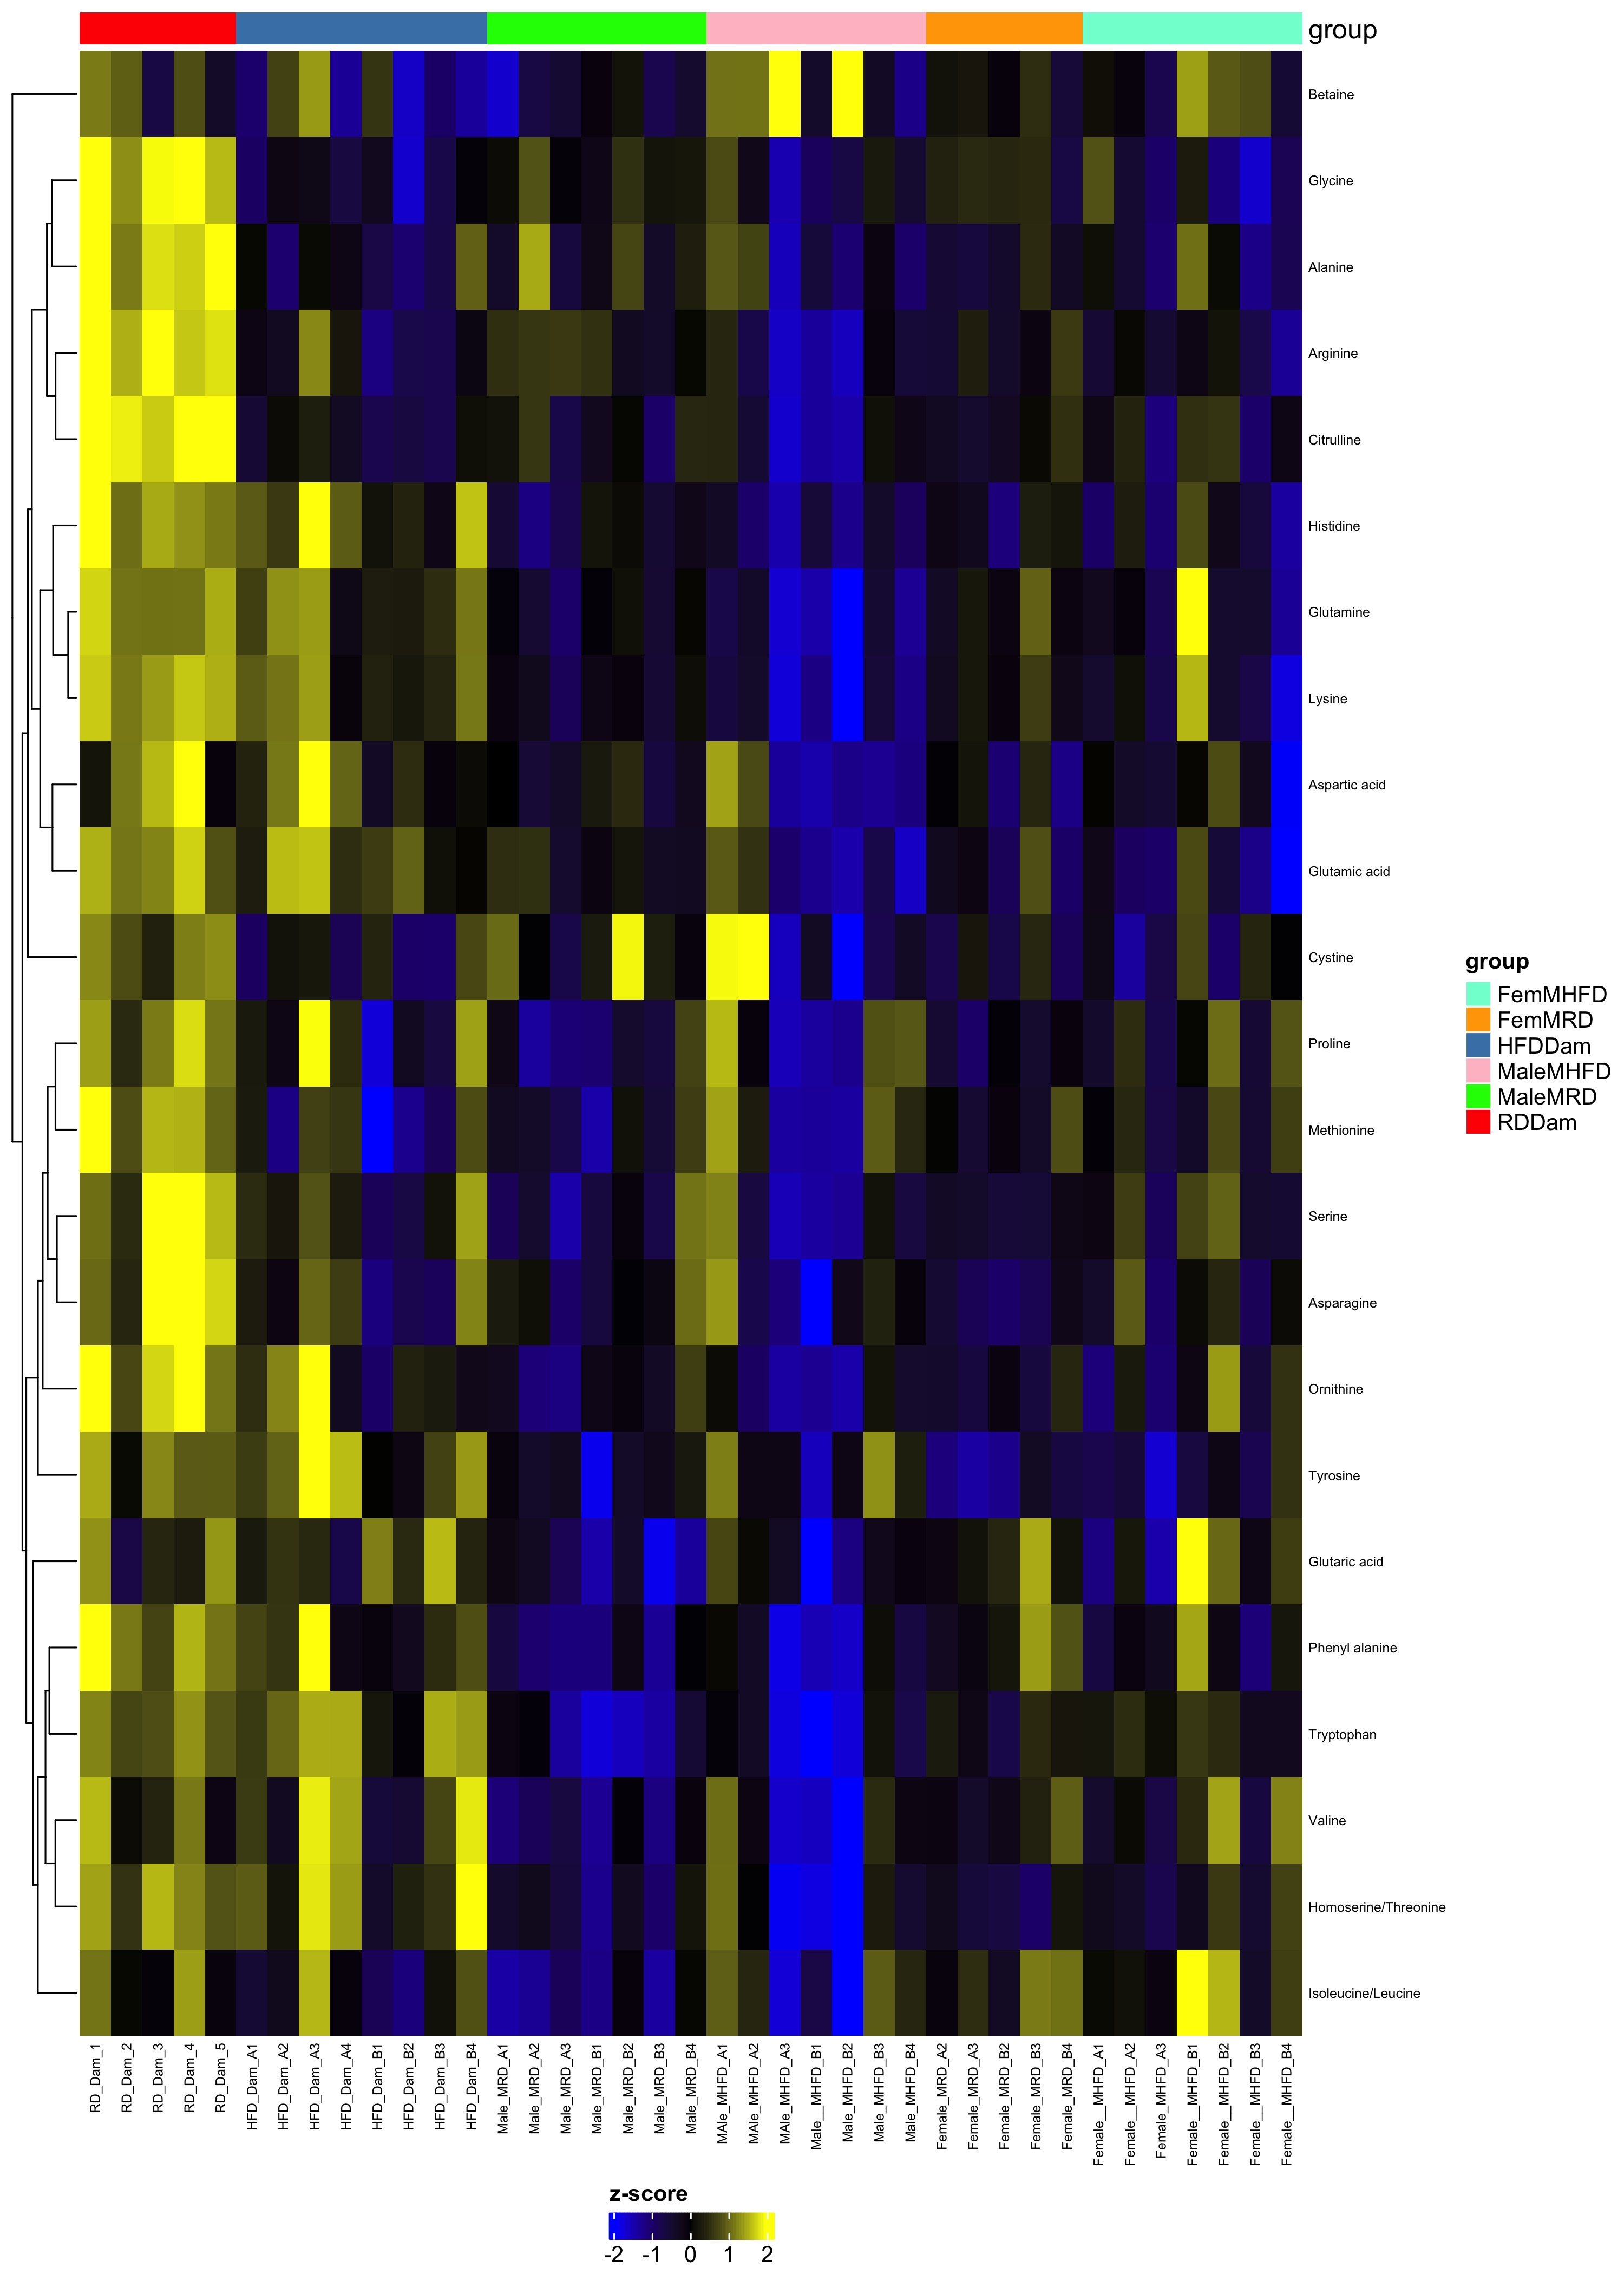 group
Betaine
Glycine
Alanine
Arginine
Citrulline
Histidine
Glutamine
Lysine
Aspartic acid
Glutamic acid
Cystine
Proline
Methionine
Serine
Asparagine
Ornithine
Tyrosine
Glutaric acid
Phenyl alanine
Tryptophan
Valine
Homoserine/Threonine
Isoleucine/Leucine
group
FemMHFD
FemMRD
HFDDam
MaleMHFD
MaleMRD
RDDam
RD_Dam_1
RD_Dam_2
RD_Dam_3
RD_Dam_4
RD_Dam_5
HFD_Dam_A1
HFD_Dam_A2
HFD_Dam_A3
HFD_Dam_A4
HFD_Dam_B1
HFD_Dam_B2
HFD_Dam_B3
HFD_Dam_B4
Male_MRD_A1
Male_MRD_A2
Male_MRD_A3
Male_MRD_B1
Male_MRD_B2
Male_MRD_B3
Male_MRD_B4
MAle_MHFD_A1
MAle_MHFD_A2
MAle_MHFD_A3
Male__MHFD_B1
Male_MHFD_B2
Male_MHFD_B3
Male_MHFD_B4
Female_MRD_A2
Female_MRD_A3
Female_MRD_B2
Female_MRD_B3
Female_MRD_B4
Female__MHFD_A1
Female__MHFD_A2
Female_MHFD_A3
Female__MHFD_B1
Female__MHFD_B2
Female__MHFD_B3
Female__MHFD_B4
z-score
-2 -1 0 1 2